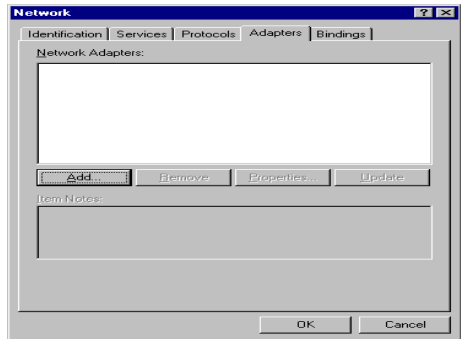 Network
Identification Services Protocols Adapters Bindings
Network Adapters:
Add... Remove Properties... Update
Item Notes:
OK Cancel